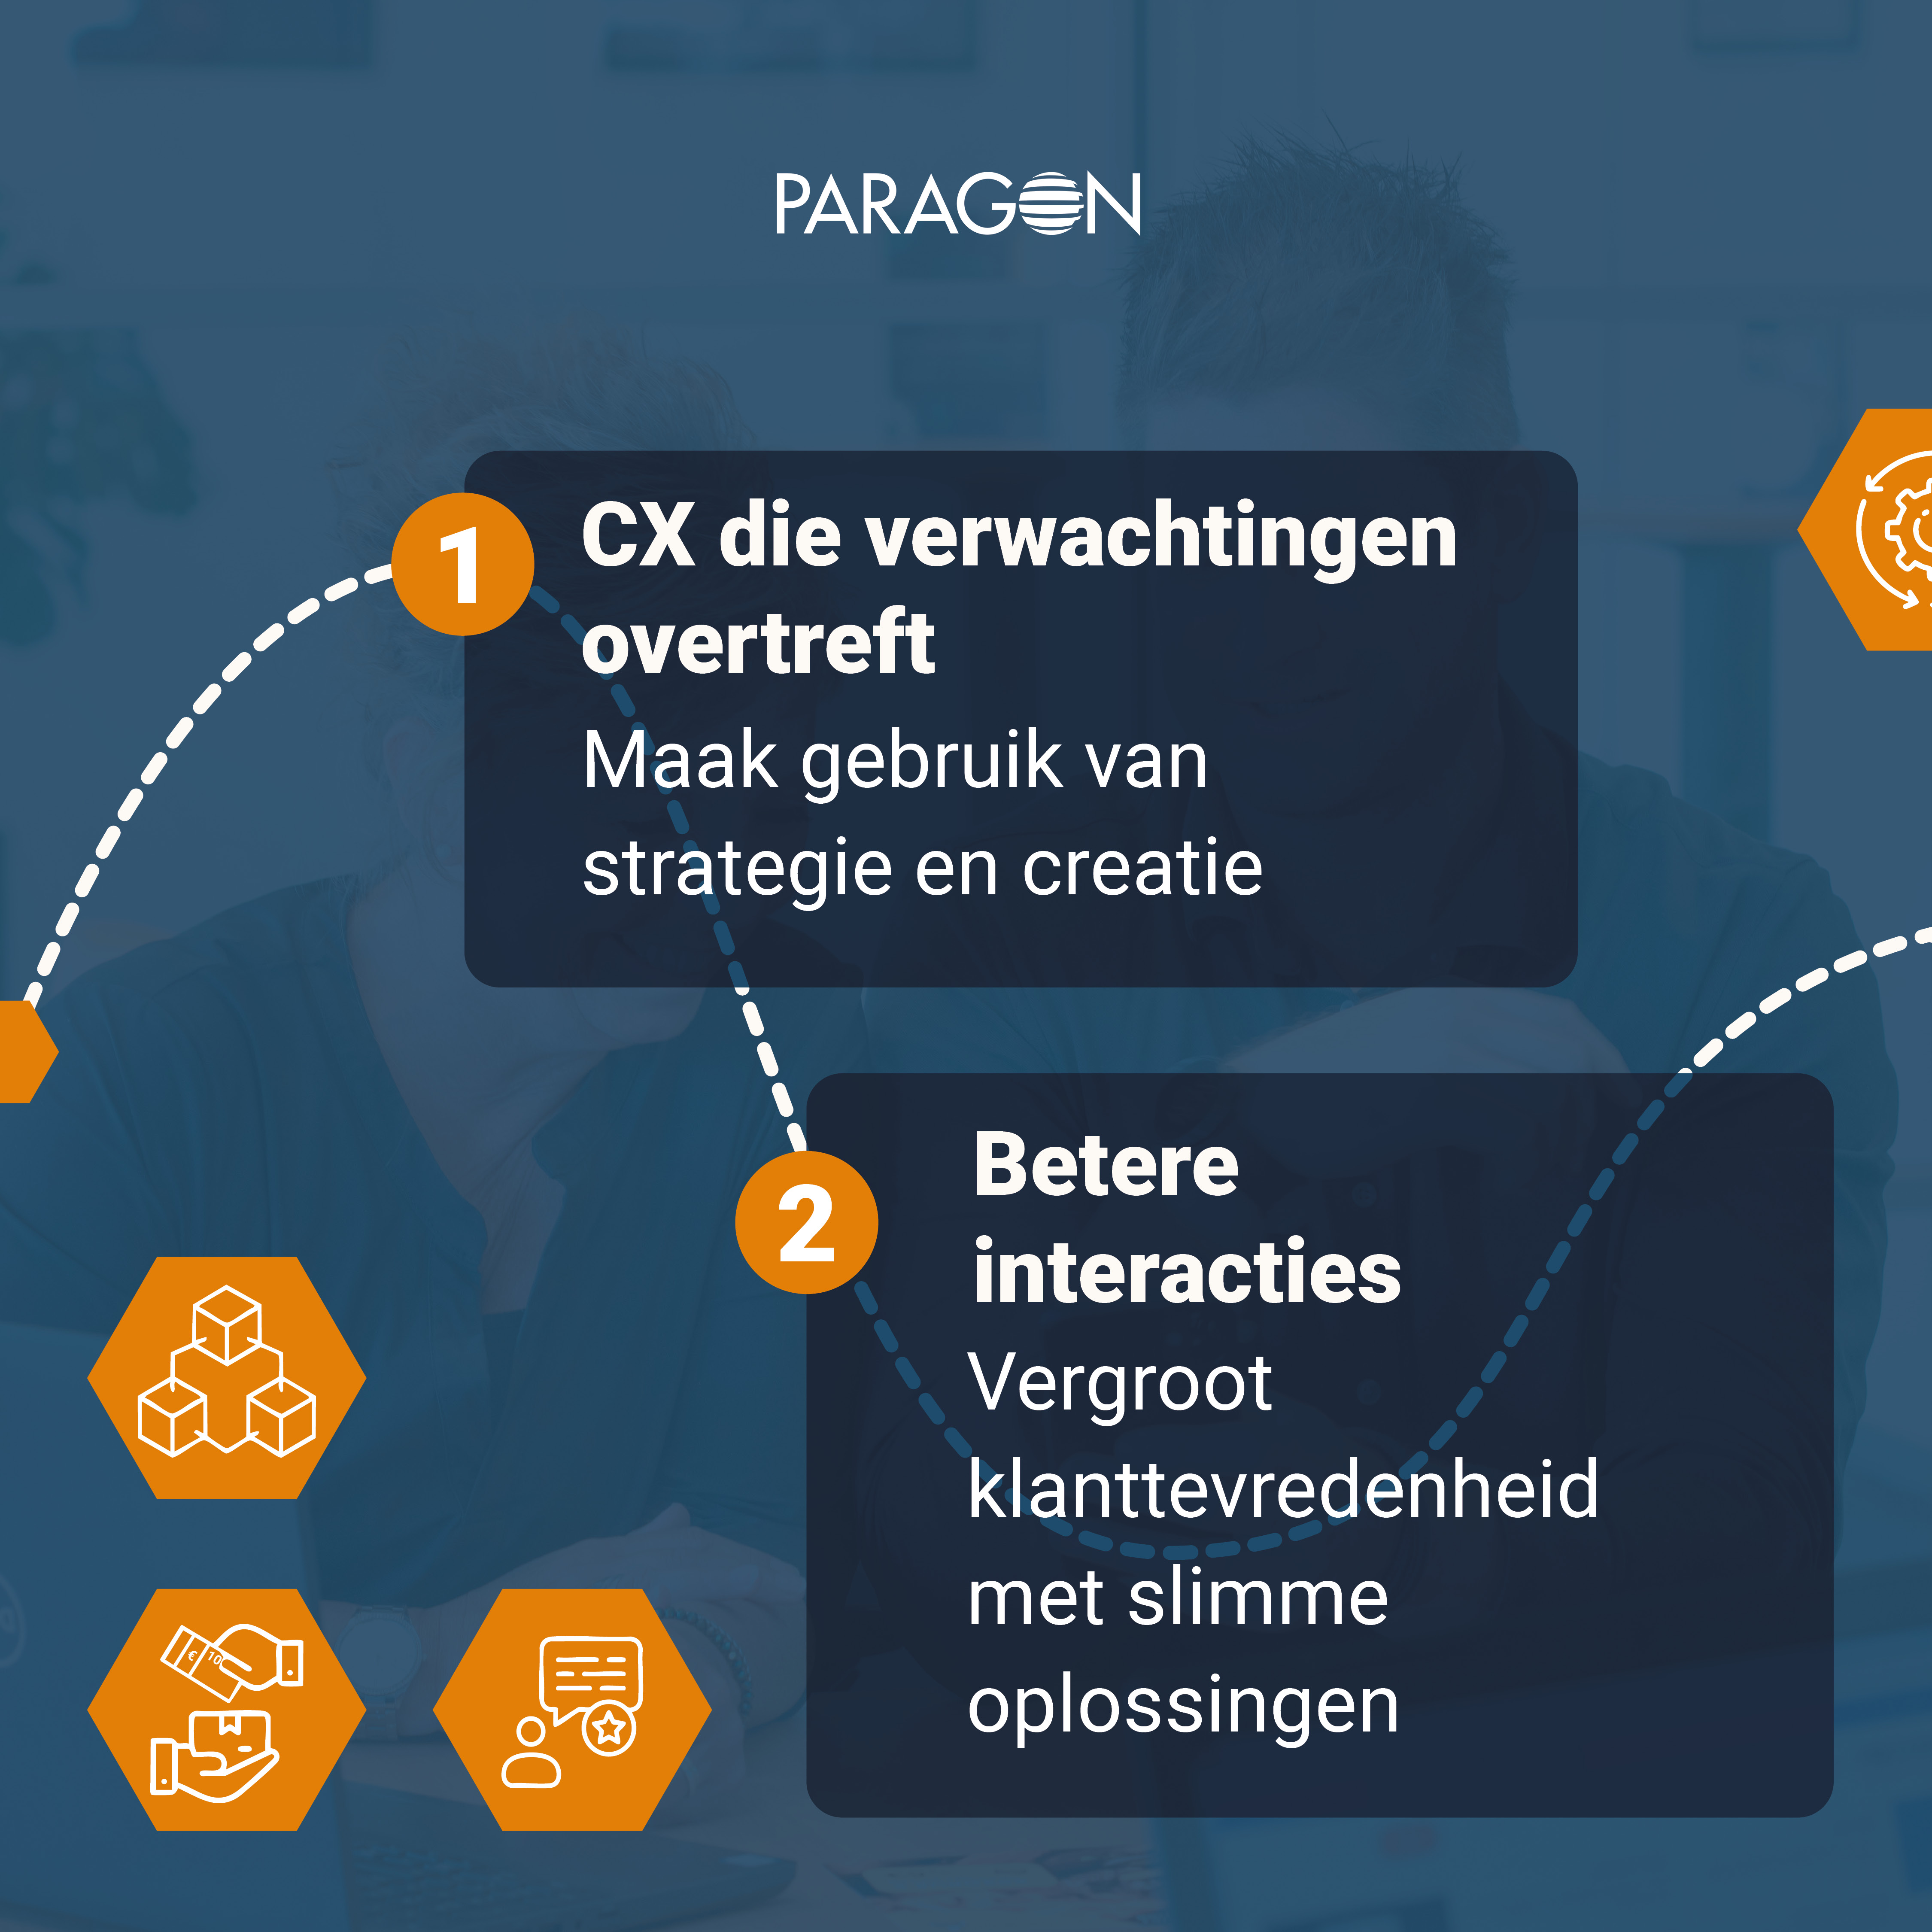 PARAGON
1
CX die verwachtingen
overtreft
Maak gebruik van
strategie en creatie
2
Betere
interacties
Vergroot
klanttevredenheid
met slimme
oplossingen
€ 10